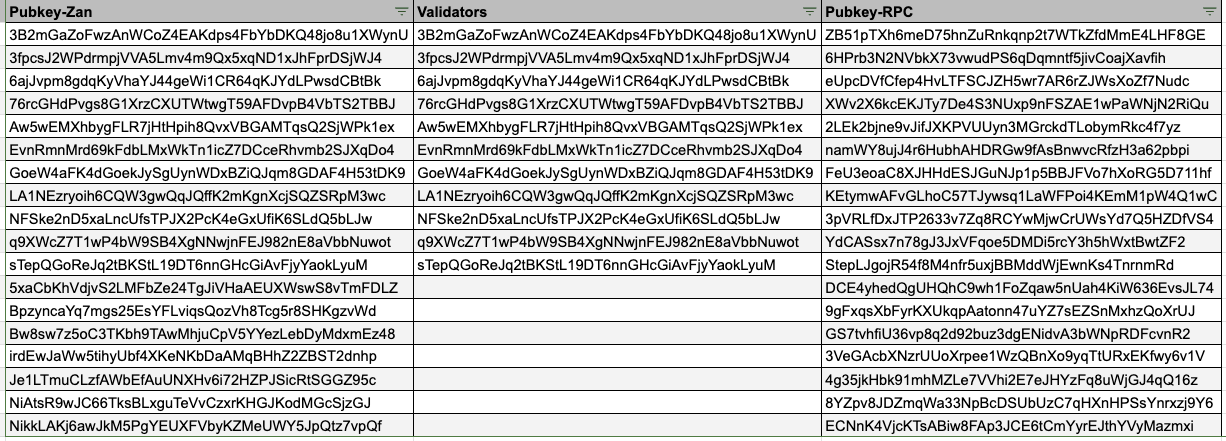 Pubkey-Zan Validators Pubkey-RPC
3B2mGaZoFwzAnWCoZ4EAKdps4FbYbDKQ48jo8u1XWynU 3B2mGaZoFwzAnWCoZ4EAKdps4FbYbDKQ48jo8u1XWynU ZB51pTXh6meD75hnZuRnkqnp2t7WTkZfdMmE4LHF8GE
3fpcsJ2WPdrmpjVVA5Lmv4m9Qx5xqND1xJhFprDSjWJ4 3fpcsJ2WPdrmpjVVA5Lmv4m9Qx5xqND1xJhFprDSjWJ4 6HPrb3N2NVbkX73vwudPS6qDqmntf5jivCoajXavfih
6ajJvpm8gdqKyVhaYJ44geWi1CR64qKJYdLPwsdCBtBk 6ajJvpm8gdqKyVhaYJ44geWi1CR64qKJYdLPwsdCBtBk eUpcDVfCfep4HvLTFSCJZH5wr7AR6rZJWsXoZf7Nudc
76rcGHdPvgs8G1XrzCXUTWtwgT59AFDvpB4VbTS2TBBJ 76rcGHdPvgs8G1XrzCXUTWtwgT59AFDvpB4VbTS2TBBJ XWv2X6kcEKJTy7De4S3NUxp9nFSZAE1wPaWNjN2RiQu
Aw5wEMXhbygFLR7jHtHpih8QvxVBGAMTqsQ2SjWPk1ex Aw5wEMXhbygFLR7jHtHpih8QvxVBGAMTqsQ2SjWPk1ex 2LEk2bjne9vJifJXKPVUUyn3MGrckdTLobymRkc4f7yz
EvnRmnMrd69kFdbLMxWkTn1icZ7DCceRhvmb2SJXqDo4 EvnRmnMrd69kFdbLMxWkTn1icZ7DCceRhvmb2SJXqDo4 namWY8ujJ4r6HubhAHDRGw9fAsBnwvcRfzH3a62pbpi
GoeW4aFK4dGoekJySgUynWDxBZiQJqm8GDAF4H53tDK9 GoeW4aFK4dGoekJySgUynWDxBZiQJqm8GDAF4H53tDK9 FeU3eoaC8XJHHdESJGuNJp1p5BBJFVo7hXoRG5D711hf
LA1NEzryoih6CQW3gwQqJQffK2mKgnXcjSQZSRpM3wc LA1NEzryoih6CQW3gwQqJQffK2mKgnXcjSQZSRpM3wc KEtymwAFvGLhoC57TJywsq1LaWFPoi4KEmM1pW4Q1wC
NFSke2nD5xaLncUfsTPJX2PcK4eGxUfiK6SLdQ5bLJw NFSke2nD5xaLncUfsTPJX2PcK4eGxUfiK6SLdQ5bLJw 3pVRLfDxJTP2633v7Zq8RCYwMjwCrUWsYd7Q5HZDfVS4
q9XWcZ7T1wP4bW9SB4XgNNwjnFEJ982nE8aVbbNuwot q9XWcZ7T1wP4bW9SB4XgNNwjnFEJ982nE8aVbbNuwot YdCASsx7n78gJ3JxVFqoe5DMDi5rcY3h5hWxtBwtZF2
sTepQGoReJq2tBKStL19DT6nnGHcGiAvFjyYaokLyuM sTepQGoReJq2tBKStL19DT6nnGHcGiAvFjyYaokLyuM StepLJgojR54f8M4nfr5uxjBBMddWjEwnKs4TnrnmRd
5xaCbKhVdjvS2LMFbZe24TgJiVHaAEUXWswS8vTmFDLZ DCE4yhedQgUHQhC9wh1FoZqaw5nUah4KiW636EvsJL74
BpzyncaYq7mgs25EsYFLviqsQozVh8Tcg5r8SHKgzvWd 9gFxqsXbFyrKXUkqpAatonn47uYZ7sEZSnMxhzQoXrUJ
Bw8sw7z5oC3TKbh9TAwMhjuCpV5YYezLebDyMdxmEz48 GS7tvhfiU36vp8q2d92buz3dgENidvA3bWNpRDFcvnR2
irdEwJaWw5tihyUbf4XKeNKbDaAMqBHhZ2ZBST2dnhp 3VeGAcbXNzrUUoXrpee1WzQBnXo9yqTtURxEKfwy6v1V
Je1LTmuCLzfAWbEfAuUNXHv6i72HZPJSicRtSGGZ95c 4g35jkHbk91mhMZLe7VVhi2E7eJHYzFq8uWjGJ4qQ16z
NiAtsR9wJC66TksBLxguTeVvCzxrKHGJKodMGcSjzGJ 8YZpv8JDZmqWa33NpBcDSUbUzC7qHXnHPSsYnrxzj9Y6
NikkLAKj6awJkM5PgYEUXFVbyKZMeUWY5JpQtz7vpQf ECNnK4VjcKTsABiw8FAp3JCE6tCmYyrEJthYVyMazmxi